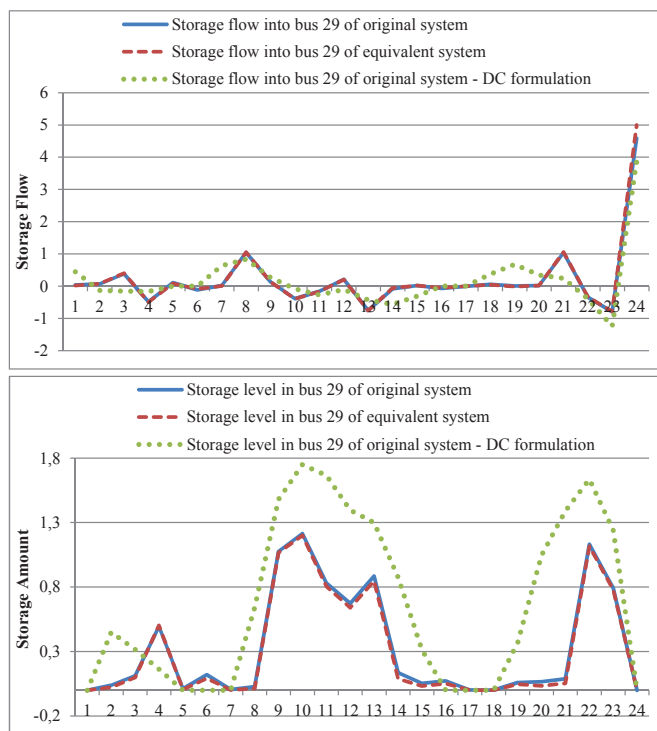 Storage flow into bus 29 of original system
Storage flow into bus 29 of equivalent system
Storage flow into bus 29 of original system - DC formulation
6
5
4
3
2
1
0
-1
-2
Storage Flow
1 2 3 4 5 6 7 8 9 10 11 12 13 14 15 16 17 18 19 20 21 22 23 24
Storage level in bus 29 of original system
Storage level in bus 29 of equivalent system
Storage level in bus 29 of original system - DC formulation
1,8
1,3
0,8
0,3
-0,2
Storage Amount
1 2 3 4 5 6 7 8 9 10 11 12 13 14 15 16 17 18 19 20 21 22 23 24